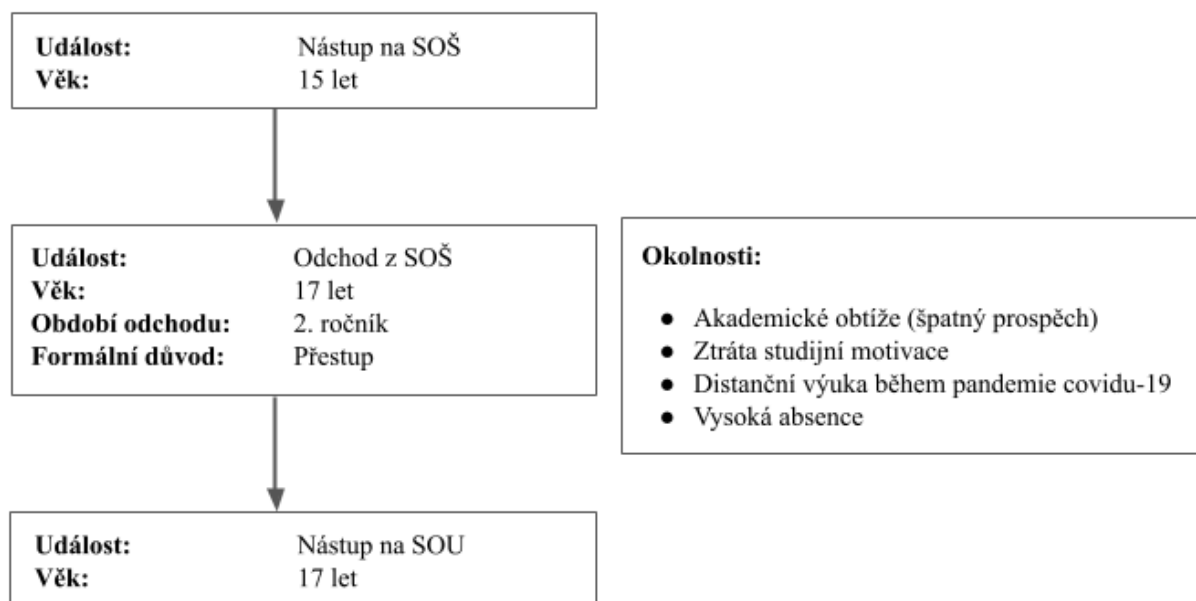 Událost: Nástup na SOŠ
Věk: 15 let
Událost: Odchod z SOŠ
Věk: 17 let
Období odchodu: 2. ročník
Formální důvod: Přestup
Okolnosti:
● Akademické obtíže (špatný prospěch)
● Ztráta studijní motivace
● Distanční výuka během pandemie covidu-19
● Vysoká absence
Událost: Nástup na SOU
Věk: 17 let